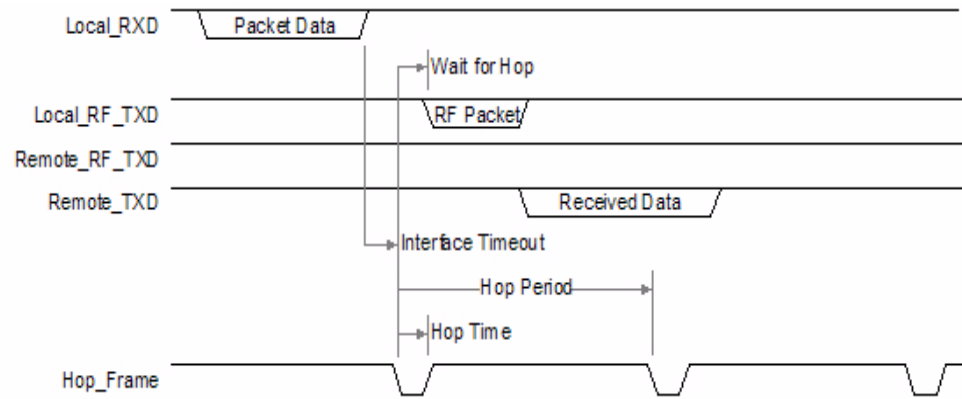 Local_RXD
Packet Data
Wait for Hop
Local_RF_TXD
RF Packet
Remote_RF_TXD
Remote_TXD
Received Data
Interface Timeout
Hop Period
Hop Time
Hop_Frame